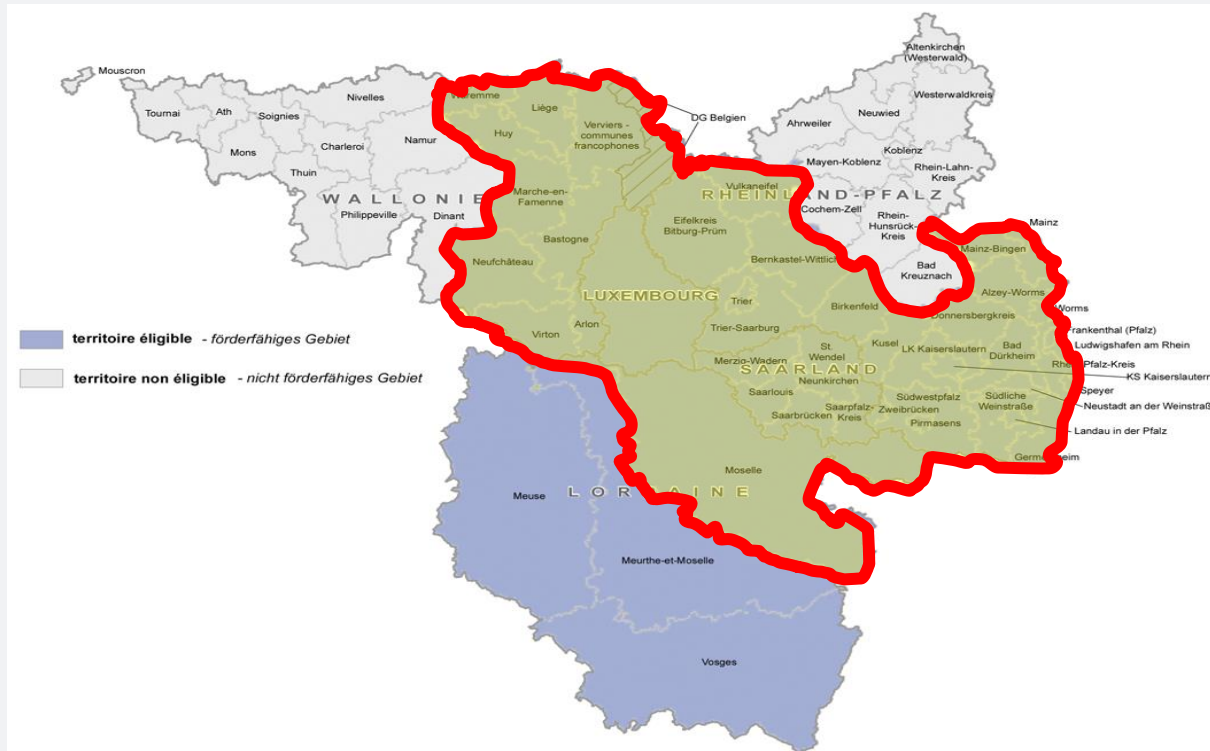 Altenkirchen
(Westerwald)
Mouscron
Westerwaldkreis
Nivelles
Waremme
Neuwied
Tournai
Ath
Soignies
Liège
DG Belgien
Ahrweiler
Huy
Verviers -
communes
francophones
Namur
Koblenz
Mons
Charleroi
Mayen-Koblenz
Rhein-Lahn-
Kreis
Thuin
Vulkaneifel
WALLONIE
Marche-en-
Famenne
RHEINLAND-PFALZ
Philippeville
Dinant
Cochem-Zell
Rhein-
Hunsrück-
Kreis
Eifelkreis
Bitburg-Prüm
Mainz
Bastogne
Mainz-Bingen
Neufchâteau
Bernkastel-Wittlich
Bad
Kreuznach
LUXEMBOURG
Trier
Alzey-Worms
Birkenfeld
Worms
Donnersbergkreis
Virton
Arlon
Trier-Saarburg
Frankenthal (Pfalz)
territoire éligible - förderfähiges Gebiet
Kusel
LK Kaiserslautern
Bad
Dürkheim
Ludwigshafen am Rhein
St.
Wendel
Merzig-Wadern
Rhein-Pfalz-Kreis
SAARLAND
KS Kaiserslautern
territoire non éligible - nicht förderfähiges Gebiet
Neunkirchen
Speyer
Saarlouis
Südwestpfalz
Südliche
Weinstraße
Neustadt an der Weinstraß
Saarbrücken
Saarpfalz-
Kreis
Zweibrücken
Pirmasens
Landau in der Pfalz
Germersheim
Moselle
LORRAINE
Meuse
Meurthe-et-Moselle
Vosges